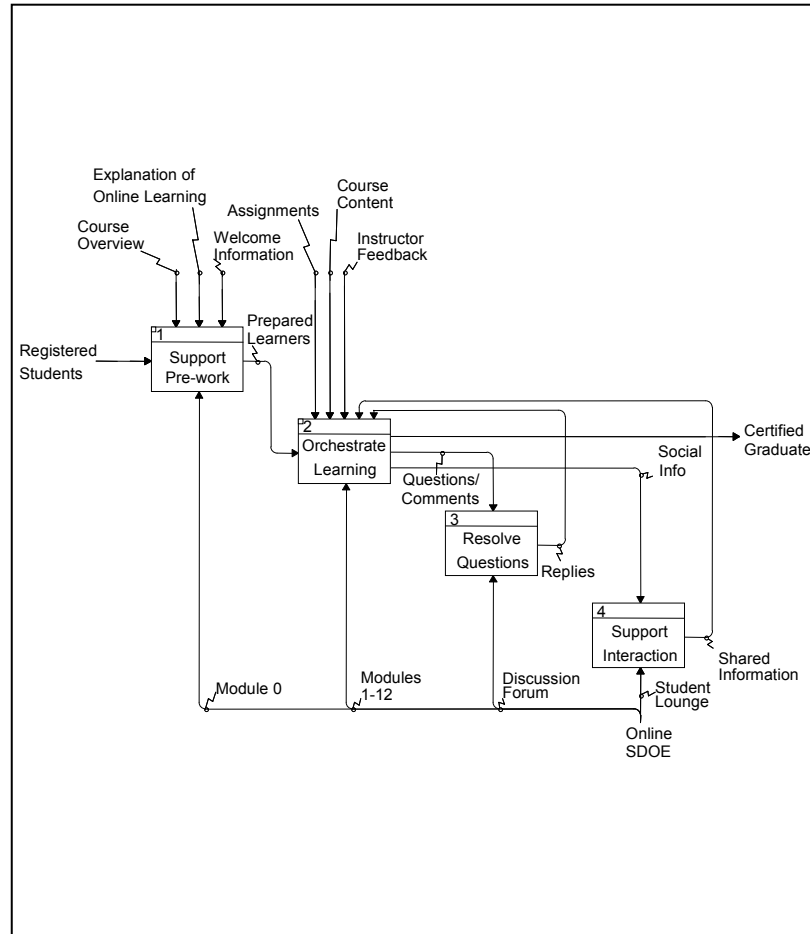 Explanation of
Online Learning
Course
Overview
Welcome
Information
Assignments
Course
Content
Instructor
Feedback
Registered
Students
1
Support
Pre-work
Prepared
Learners
2
Orchestrate
Learning
Certified
Graduate
Questions/
Comments
Social
Info
3
Resolve
Questions
Replies
4
Support
Interaction
Shared
Information
Module 0
Modules
1-12
Discussion
Forum
Student
Lounge
Online
SDOE